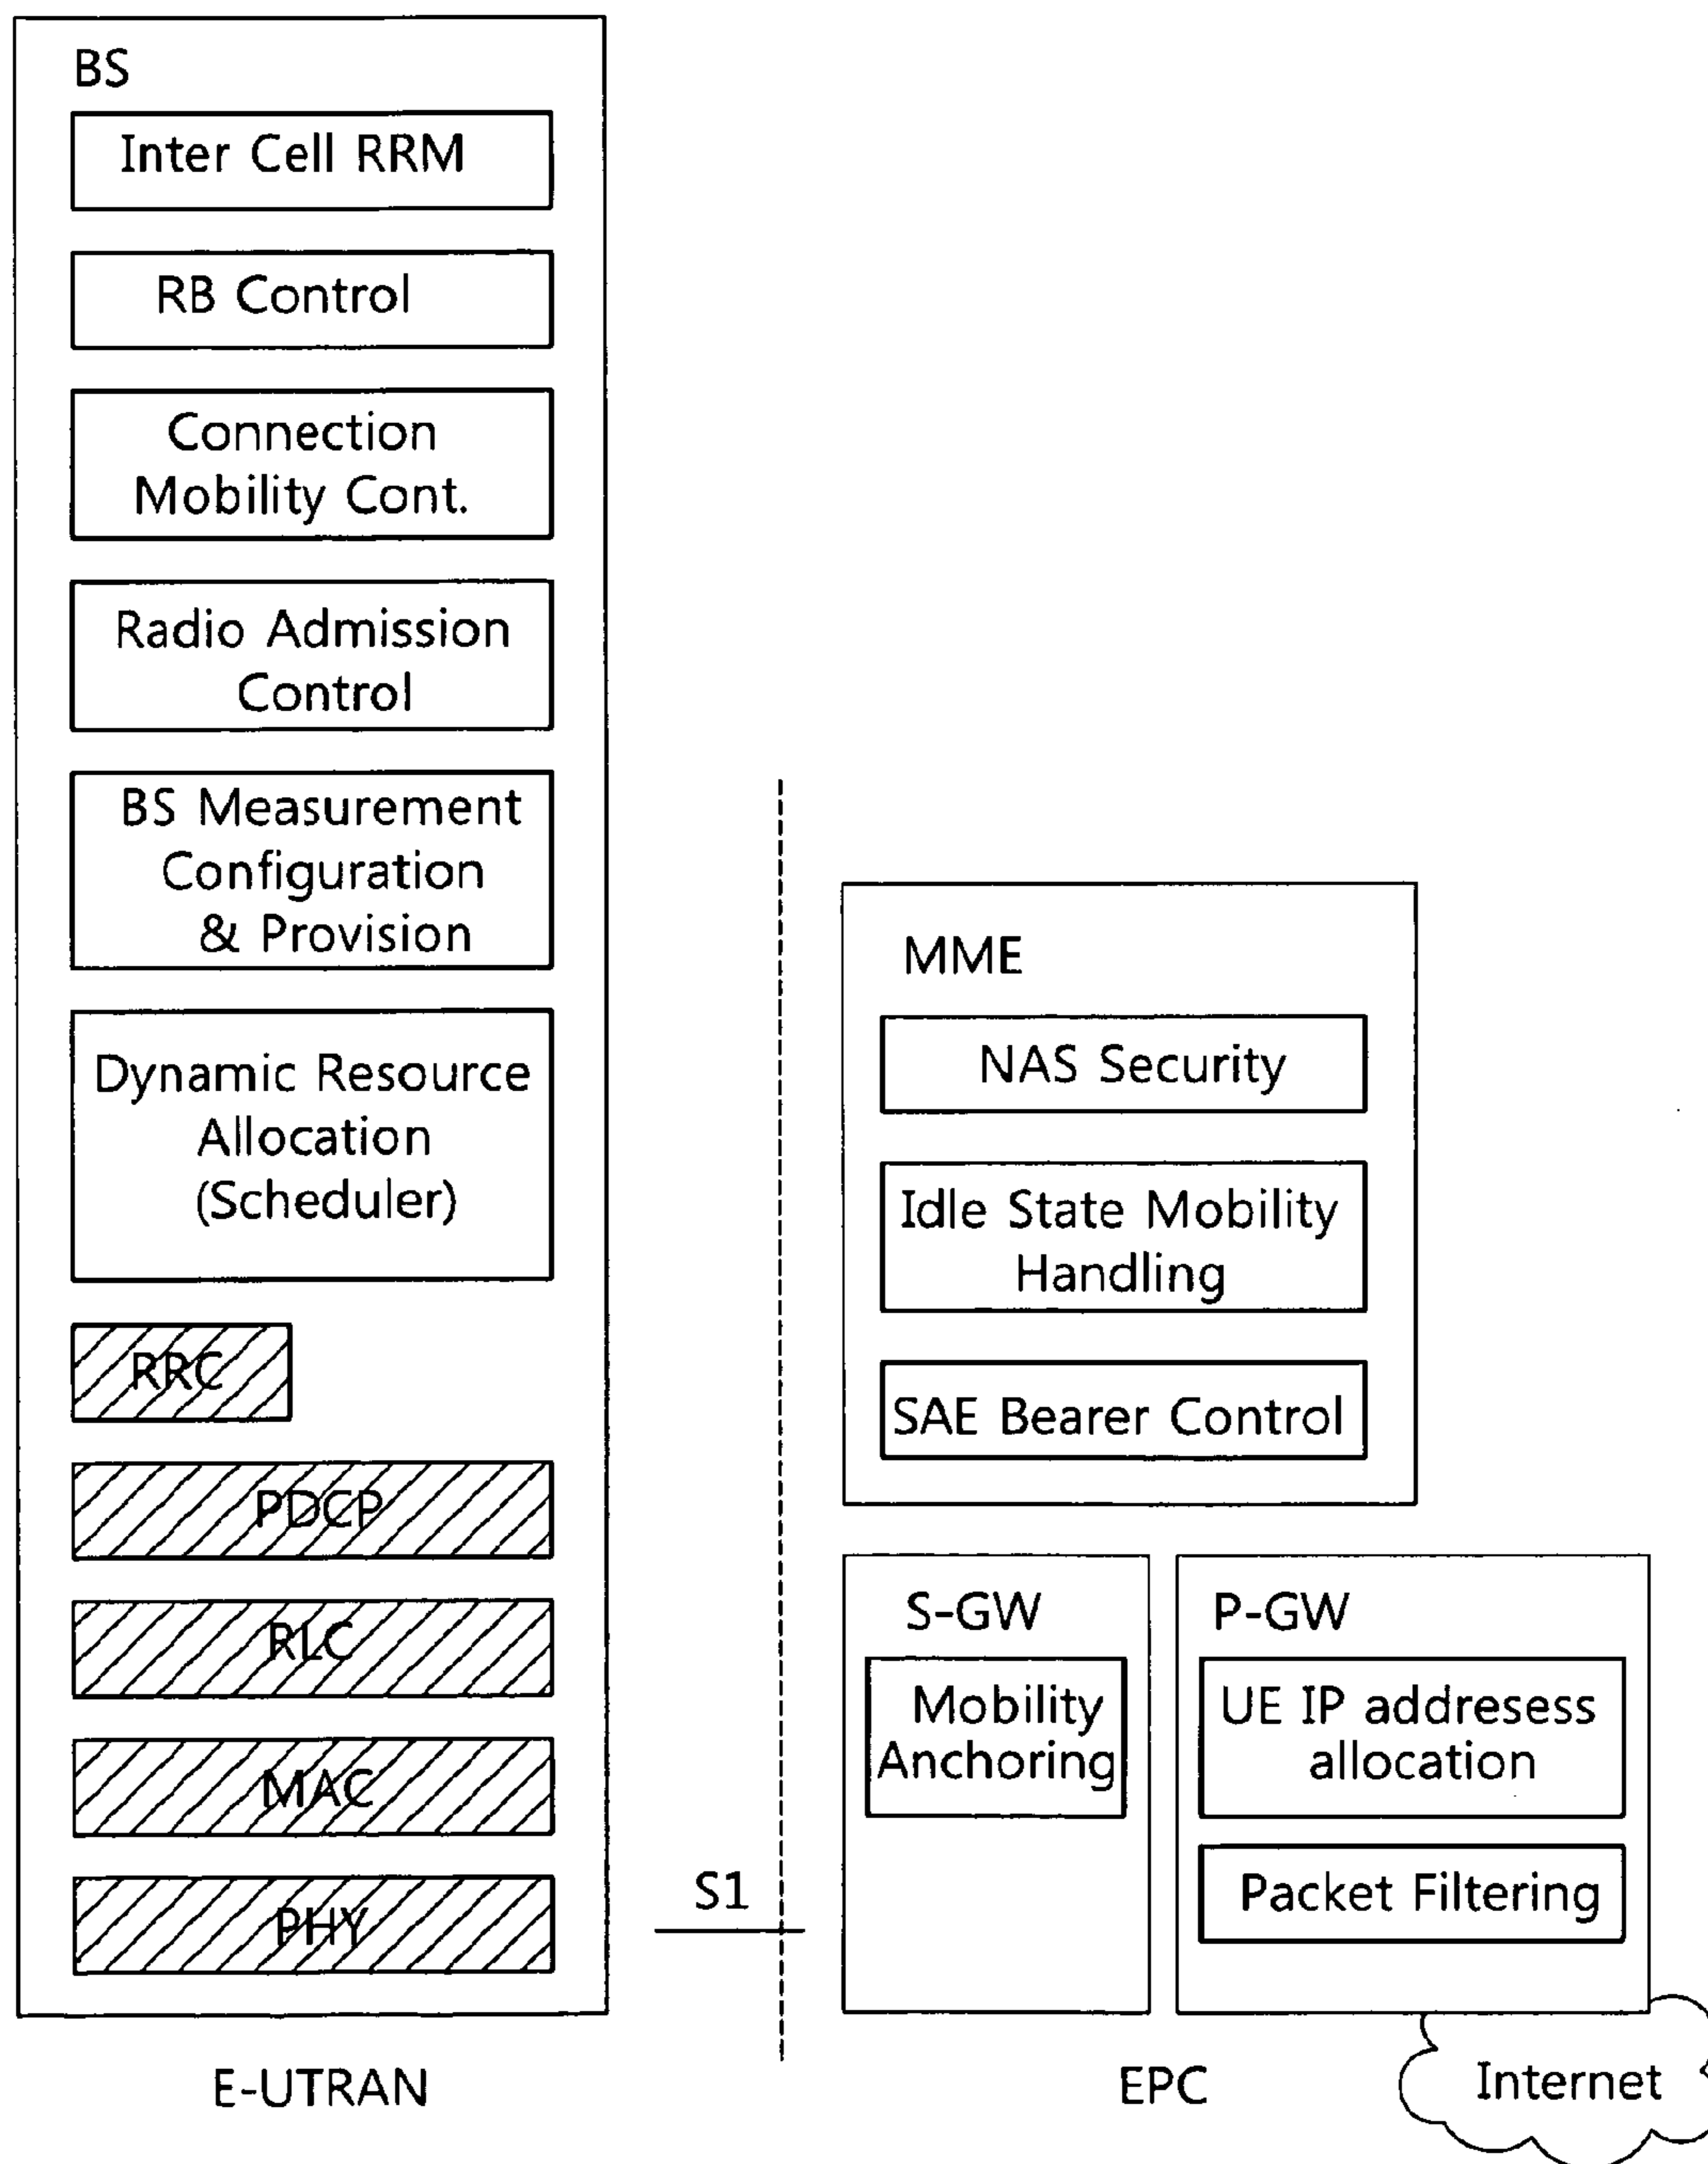 BS
Inter Cell RRM
RB Control
Connection
Mobility Cont.
Radio Admission
Control
BS Measurement
Configuration
& Provision
Dynamic Resource
Allocation
(Scheduler)
RRC
PDCP
RLC
MAC
PHY
E-UTRAN
S1
MME
NAS Security
Idle State Mobility
Handling
SAE Bearer Control
S-GW
Mobility
Anchoring
P-GW
UE IP addresess
allocation
Packet Filtering
EPC
Internet